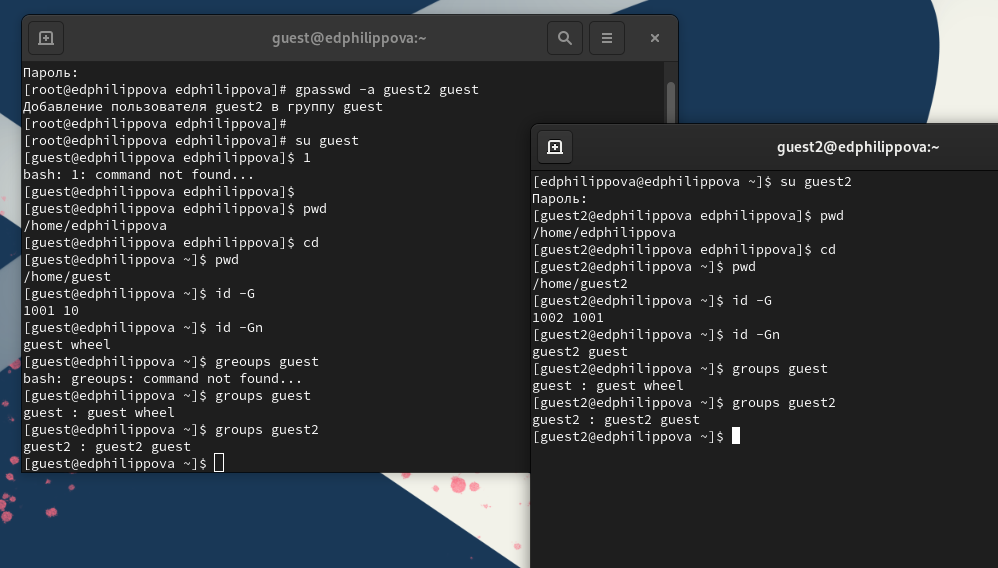 guest@edphilippova:~
Пароль:
[root@edphilippova edphilippova]# gpasswd -a guest2 guest
Добавление пользователя guest2 в группу guest
[root@edphilippova edphilippova]#
[root@edphilippova edphilippova]# su guest
[guest@edphilippova edphilippova]$ 1
bash: 1: command not found...
[guest@edphilippova edphilippova]$
[guest@edphilippova edphilippova]$ pwd
/home/edphilippova
[guest@edphilippova edphilippova]$ cd
[guest@edphilippova ~]$ pwd
/home/guest
[guest@edphilippova ~]$ id -G
1001 10
[guest@edphilippova ~]$ id -Gn
guest wheel
[guest@edphilippova ~]$ greoups guest
bash: greoups: command not found...
[guest@edphilippova ~]$ groups guest
guest : guest wheel
[guest@edphilippova ~]$ groups guest2
guest2 : guest2 guest
[guest@edphilippova ~]$
guest2@edphilippova:~
[edphilippova@edphilippova ~]$ su guest2
Пароль:
[guest2@edphilippova edphilippova]$ pwd
/home/edphilippova
[guest2@edphilippova edphilippova]$ cd
[guest2@edphilippova ~]$ pwd
/home/guest2
[guest2@edphilippova ~]$ id -G
1002 1001
[guest2@edphilippova ~]$ id -Gn
guest2 guest
[guest2@edphilippova ~]$ groups guest
guest : guest wheel
[guest2@edphilippova ~]$ groups guest2
guest2 : guest2 guest
[guest2@edphilippova ~]$